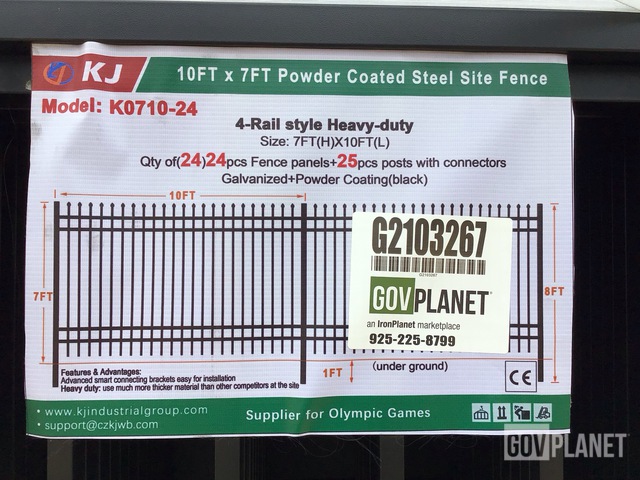 KJ
10FT x 7FT Powder Coated Steel Site Fence
Model: K0710-24
4-Rail style Heavy-duty
Size: 7FT(H)X10FT(L)
Qty of(24)24pcs Fence panels+25pcs posts with connectors
Galvanized+Powder Coating(black)
10FT
7FT
8FT
G2103267
G2103267
GOVPLANET
an IronPlanet marketplace
925-225-8799
1FT
(under ground)
Features & Advantages:
Advanced smart connecting brackets easy for installation
Heavy duty: use much more thicker material than other competitors at the site
CE
• www.kjindustrialgroup.com
• support@czkjwb.com
Supplier for Olympic Games
GOVPLANET